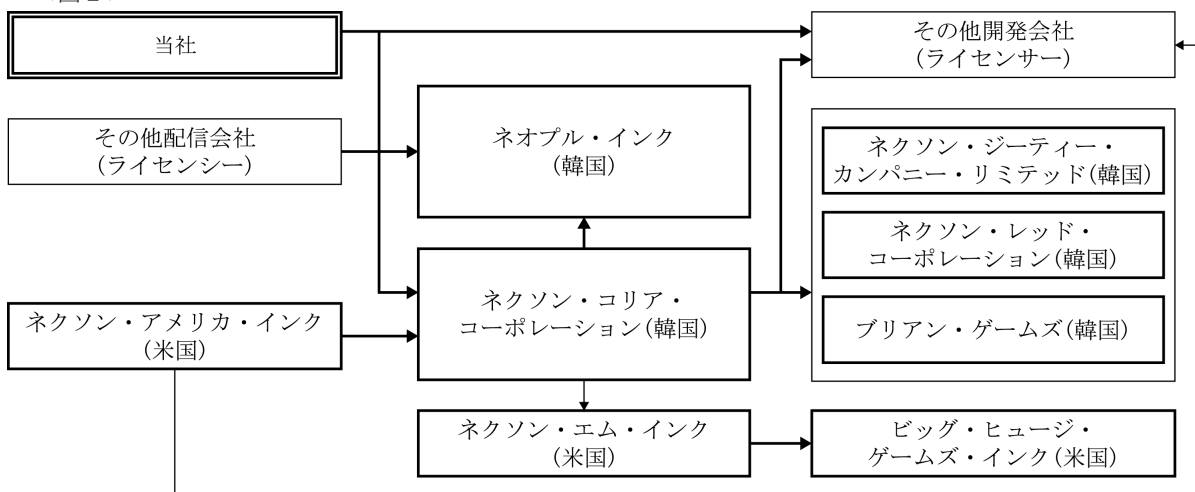 当社
その他開発会社
(ライセンサー)
その他配信会社
(ライセンシー)
ネオプル・インク
(韓国)
ネクソン・ジーティー・
カンパニー・リミテッド(韓国)
ネクソン・レッド・
コーポレーション(韓国)
ブリアン・ゲームズ(韓国)
ネクソン・アメリカ・インク
(米国)
ネクソン・コリア・
コーポレーション(韓国)
ネクソン・エム・インク
(米国)
ビッグ・ヒュージ・
ゲームズ・インク(米国)